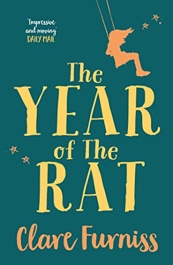 Impressive
and moving
DAILY MAIL
The
YEAR
of The
RAT
Clare Furniss